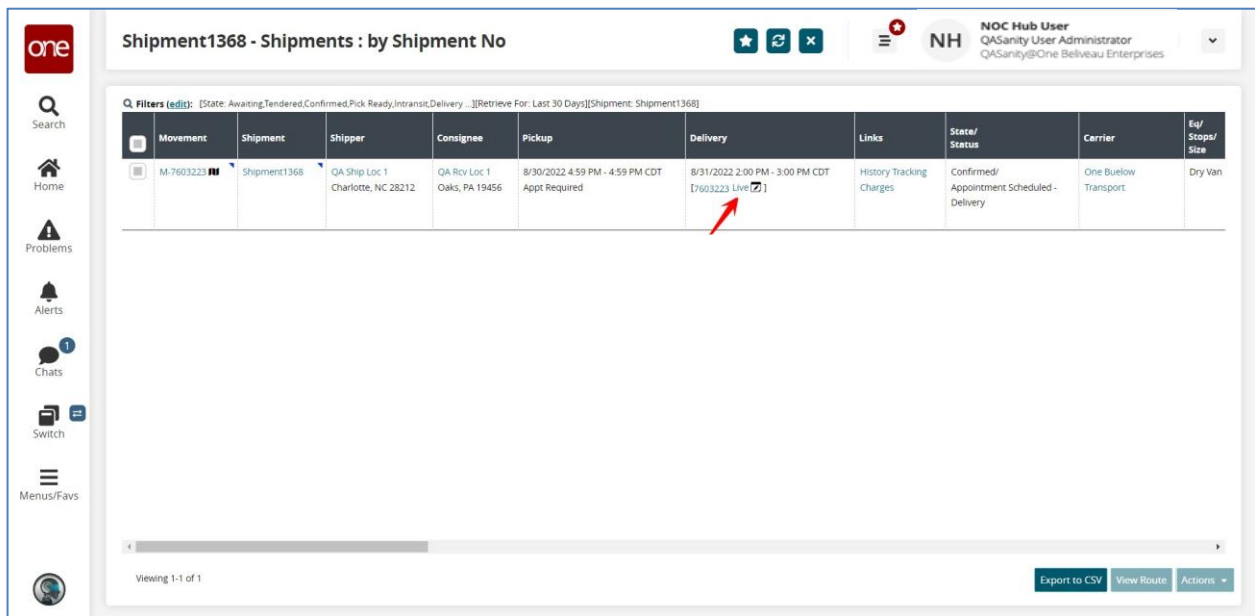 one
Shipment1368 - Shipments : by Shipment No
NH
NOC Hub User
QASanity User Administrator
QASanity@One Beliveau Enterprises
Search
Home
Problems
Alerts
1
Chats
Switch
Menus/Favs
Filters (edit): [State: Awaiting,Tendered,Confirmed,Pick Ready,Intransit,Delivery ...][Retrieve For: Last 30 Days][Shipment: Shipment1368]
Movement Shipment Shipper Consignee Pickup Delivery Links State/ Status Carrier Eq/ Stops/ Size
M-7603223 Shipment1368 QA Ship Loc 1 QA Rcv Loc 1 8/30/2022 4:59 PM - 4:59 PM CDT 8/31/2022 2:00 PM - 3:00 PM CDT History Tracking Confirmed/ One Buelow Dry Van
Charlotte, NC 28212 Oaks, PA 19456 Appt Required [7603223 Live ] Charges Appointment Scheduled - Transport
Delivery
Viewing 1-1 of 1
Export to CSV View Route Actions